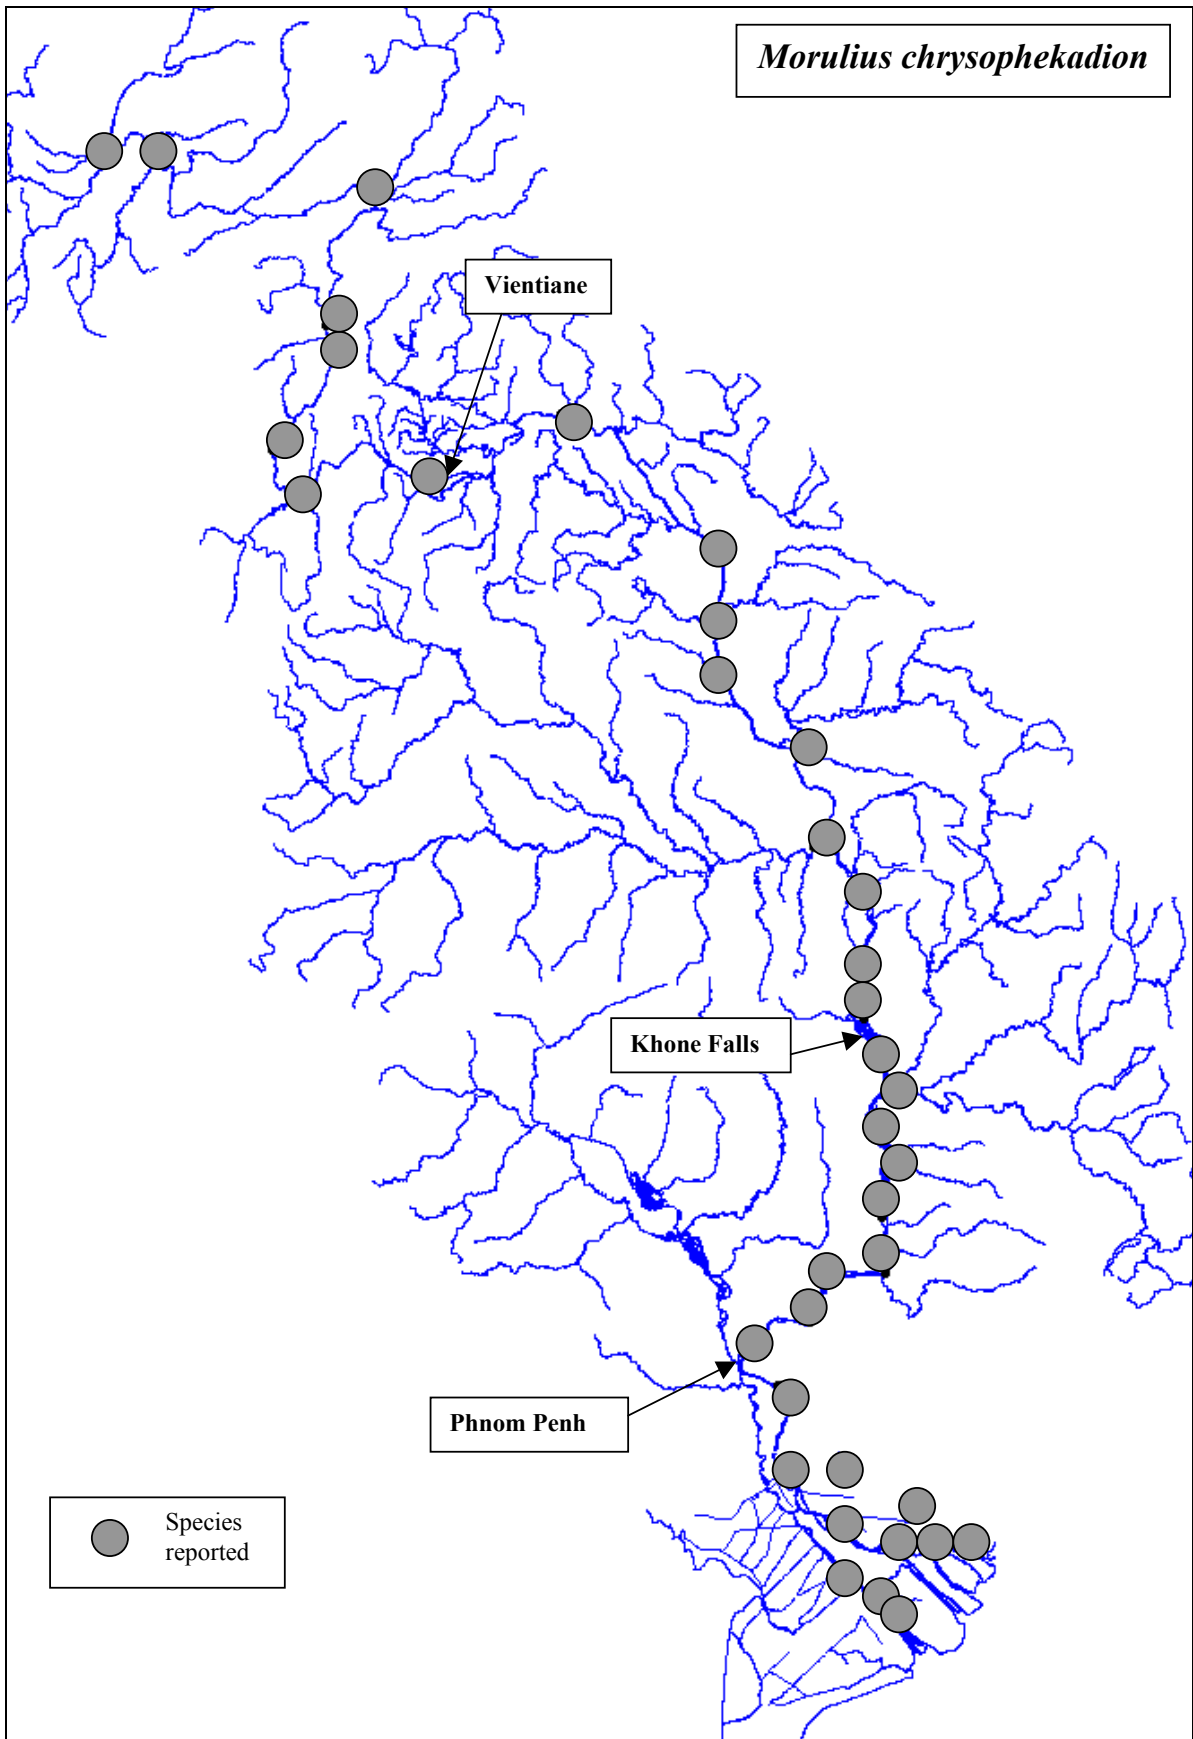 Morulius chrysophekadion
Vientiane
Khone Falls
Phnom Penh
Species
reported